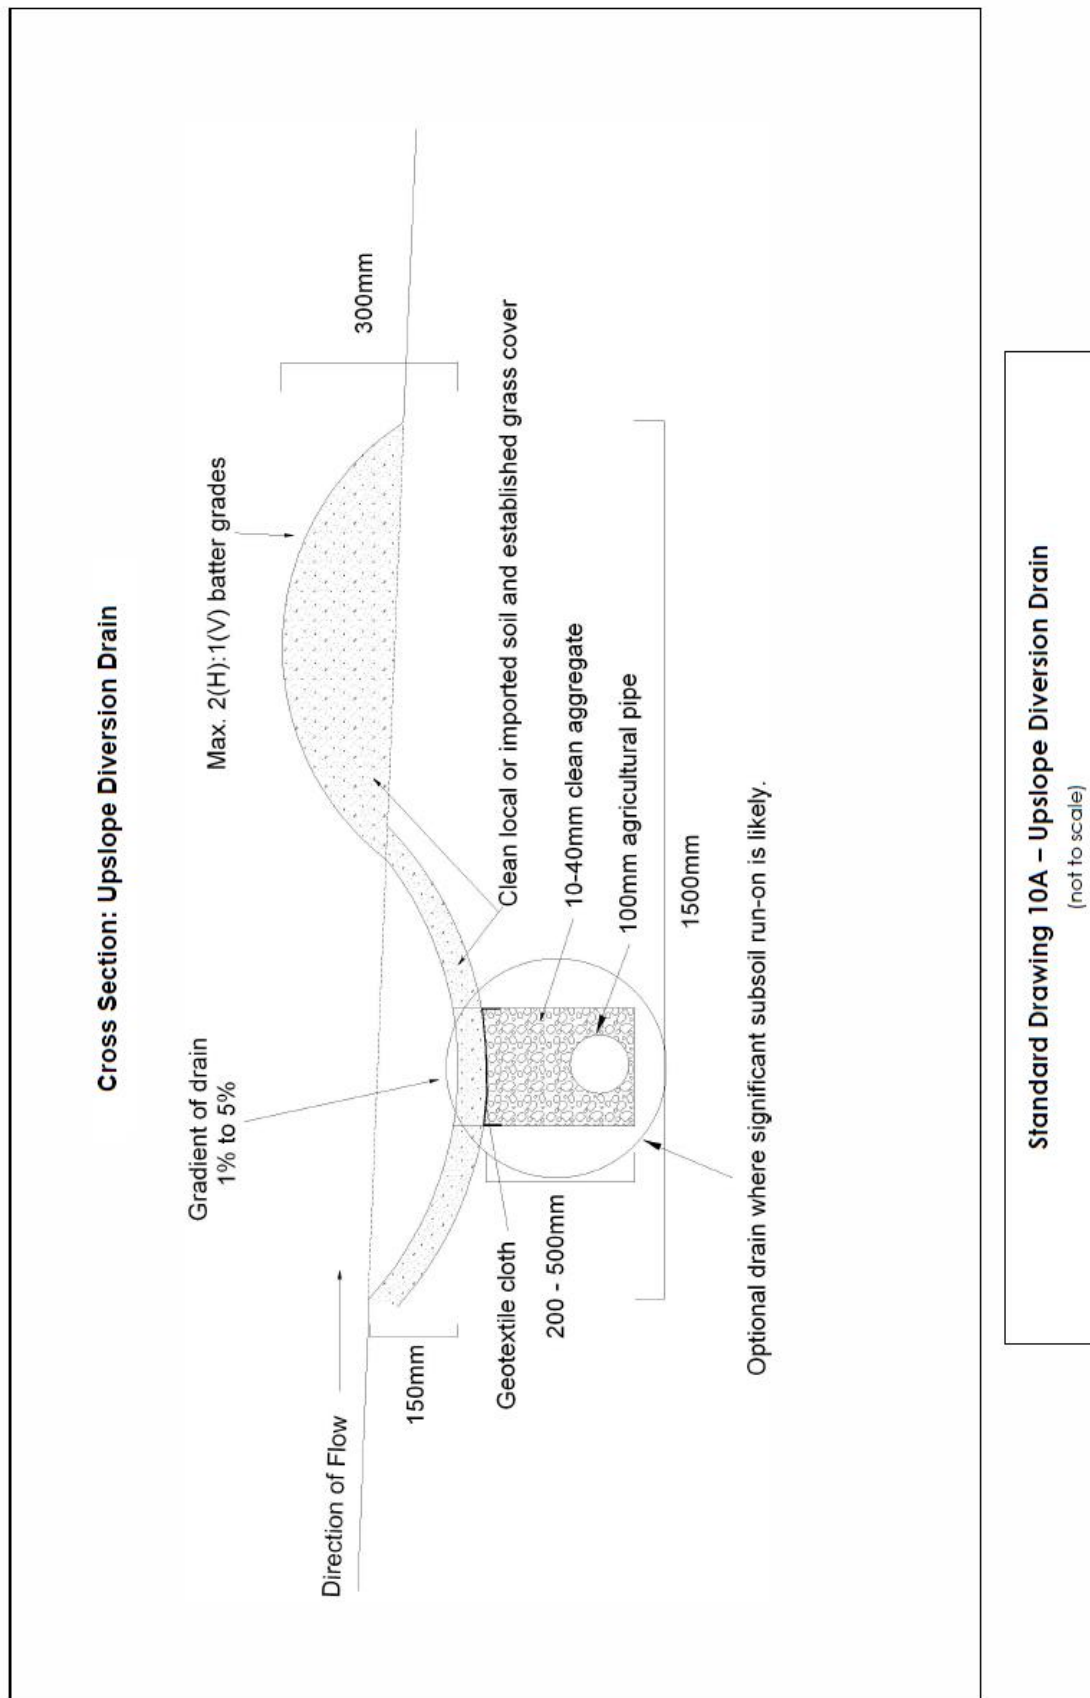 Cross Section: Upslope Diversion Drain
Gradient of drain
1% to 5%
Max. 2(H):1(V) batter grades
Direction of Flow
300mm
150mm
Geotextile cloth
Clean local or imported soil and established grass cover
200 - 500mm
10-40mm clean aggregate
100mm agricultural pipe
1500mm
Optional drain where significant subsoil run-on is likely.
Standard Drawing 10A – Upslope Diversion Drain
(not to scale)